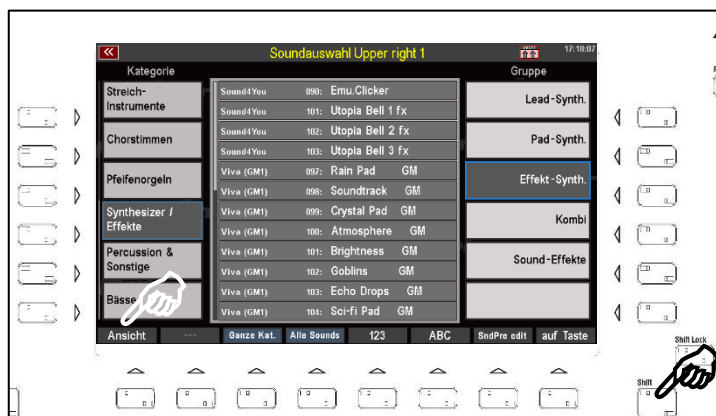 Soundauswahl Upper right 1
SHIFT
17:18:07
Kategorie
Gruppe
Streich-
Instrumente
Chorstimmen
Pfeifenorgeln
Synthesizer /
Effekte
Percussion &
Sonstige
Bässe
Sound4You 090: Emu.Clicker
Sound4You 101: Utopia Bell 1 fx
Sound4You 102: Utopia Bell 2 fx
Sound4You 103: Utopia Bell 3 fx
Viva (GM1) 097: Rain Pad GM
Viva (GM1) 098: Soundtrack GM
Viva (GM1) 099: Crystal Pad GM
Viva (GM1) 100: Atmosphere GM
Viva (GM1) 101: Brightness GM
Viva (GM1) 102: Goblins GM
Viva (GM1) 103: Echo Drops GM
Viva (GM1) 104: Sci-fi Pad GM
Lead-Synth.
Pad-Synth.
Effekt-Synth.
Kombi
Sound-Effekte
Ansicht --- Ganze Kat. Alle Sounds 123 ABC SndPre edit auf Taste
Shift Lock
Shift